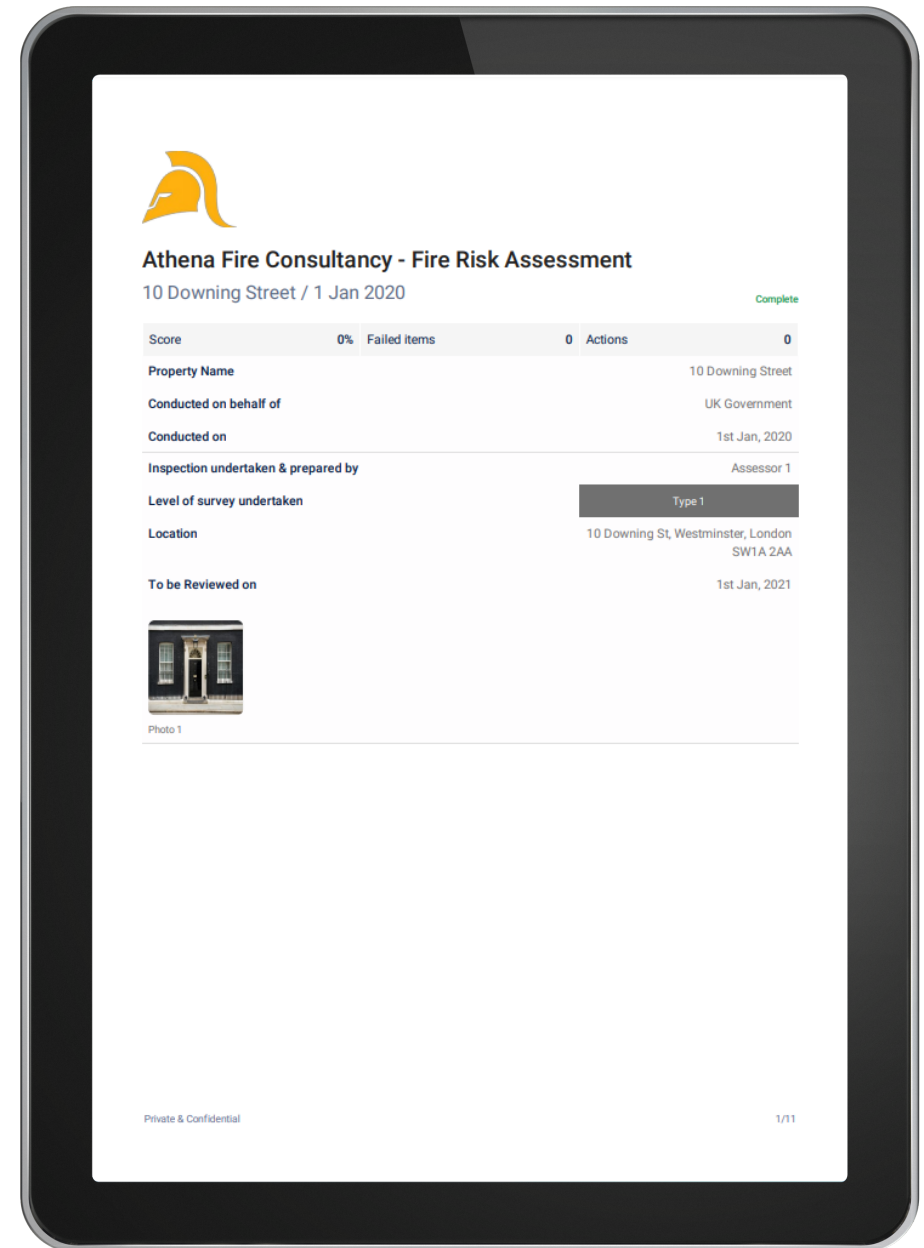 Athena Fire Consultancy - Fire Risk Assessment
10 Downing Street / 1 Jan 2020
Complete
Score 0% Failed items 0 Actions 0
Property Name 10 Downing Street
Conducted on behalf of UK Government
Conducted on 1st Jan, 2020
Inspection undertaken & prepared by Assessor 1
Level of survey undertaken Type 1
Location 10 Downing St, Westminster, London
SW1A 2AA
To be Reviewed on 1st Jan, 2021
Photo 1
Private & Confidential 1/11